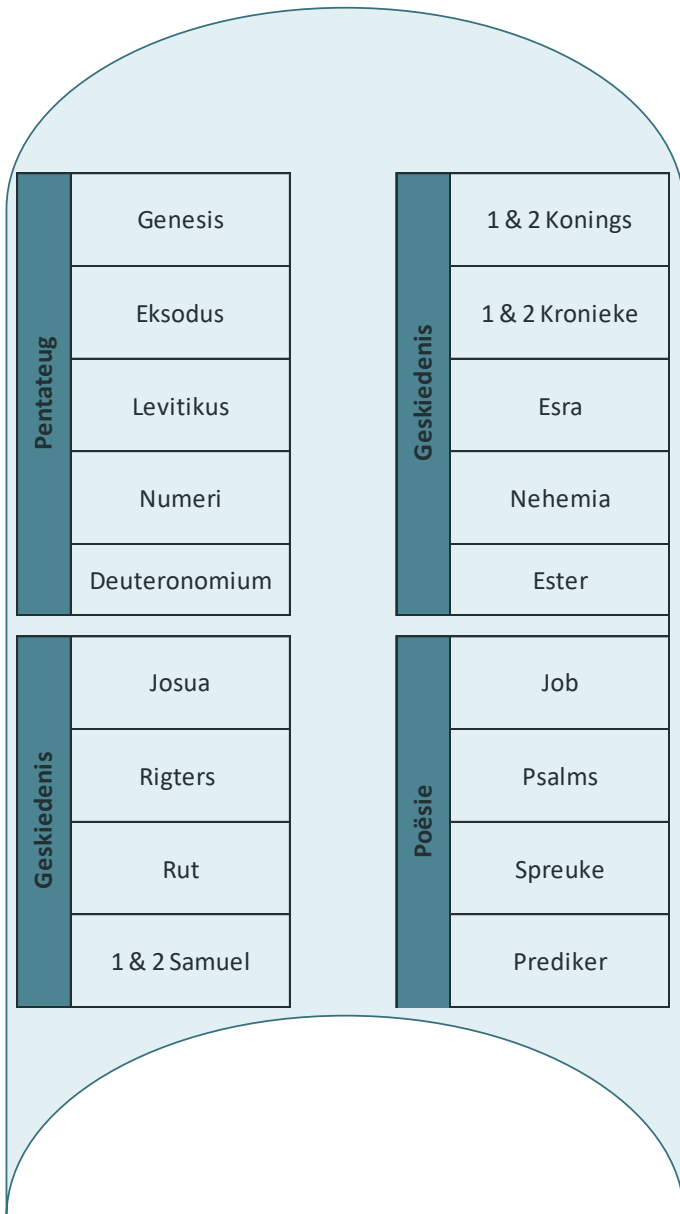 Pentateug
Genesis
Eksodus
Levitikus
Numeri
Deuteronomium
Geskiedenis
Josua
Rigters
Rut
1 & 2 Samuel
Geskiedenis
1 & 2 Konings
1 & 2 Kronieke
Esra
Nehemia
Ester
Poësie
Job
Psalms
Spreuke
Prediker